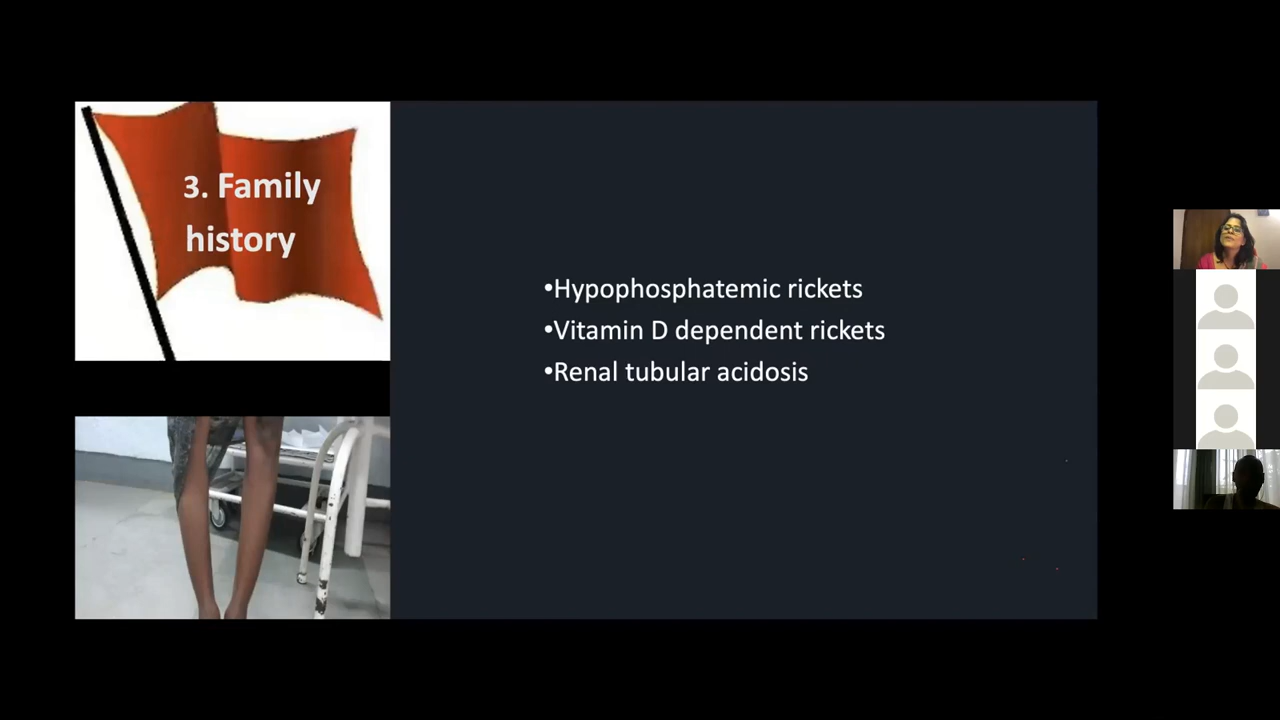 3. Family
history
•Hypophosphatemic rickets
•Vitamin D dependent rickets
•Renal tubular acidosis